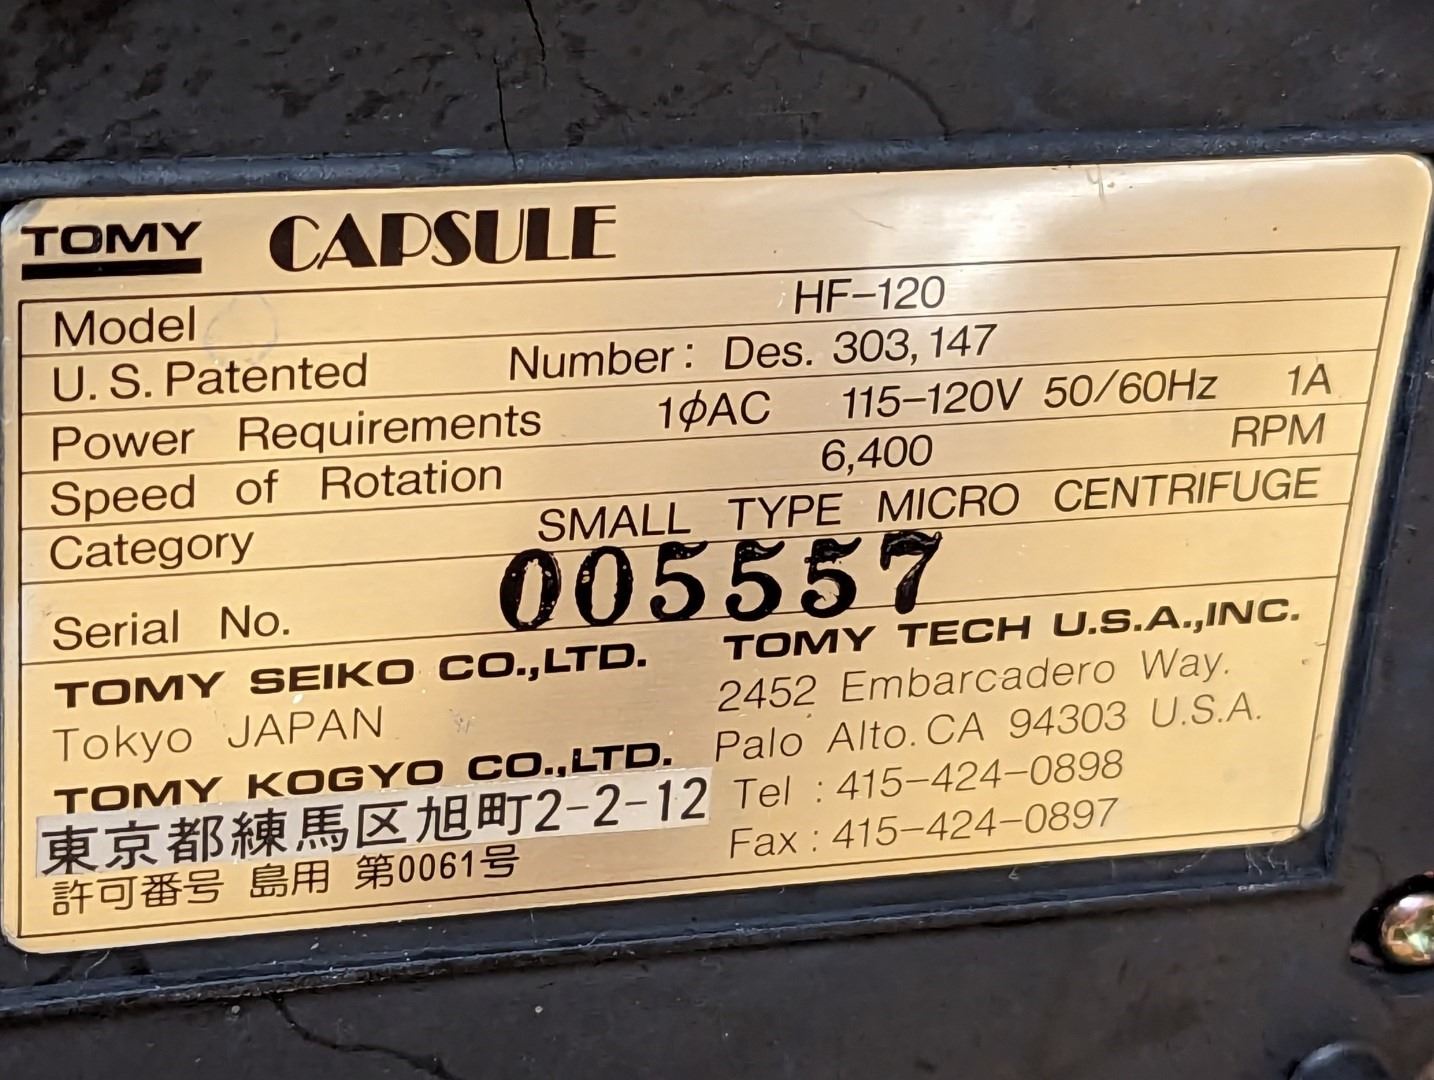 TOMY CAPSULE
Model HF-120
U.S. Patented Number: Des. 303,147
Power Requirements 1ϕAC 115-120V 50/60Hz 1A
Speed of Rotation 6,400 RPM
Category SMALL TYPE MICRO CENTRIFUGE
Serial No. 005557
TOMY SEIKO CO.,LTD.
Tokyo JAPAN
TOMY KOGYO CO.,LTD.
東京都練馬区旭町2-2-12
許可番号 島用 第0061号
TOMY TECH U.S.A.,INC.
2452 Embarcadero Way.
Palo Alto. CA 94303 U.S.A.
Tel : 415-424-0898
Fax : 415-424-0897